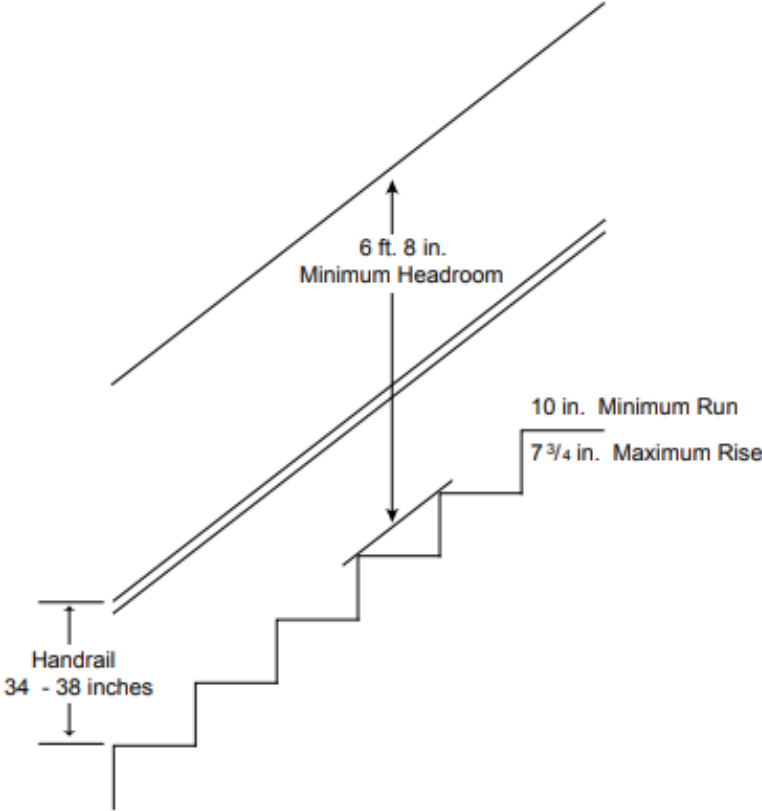 6 ft. 8 in.
Minimum Headroom
10 in. Minimum Run
7 3/4 in. Maximum Rise
Handrail
34 - 38 inches